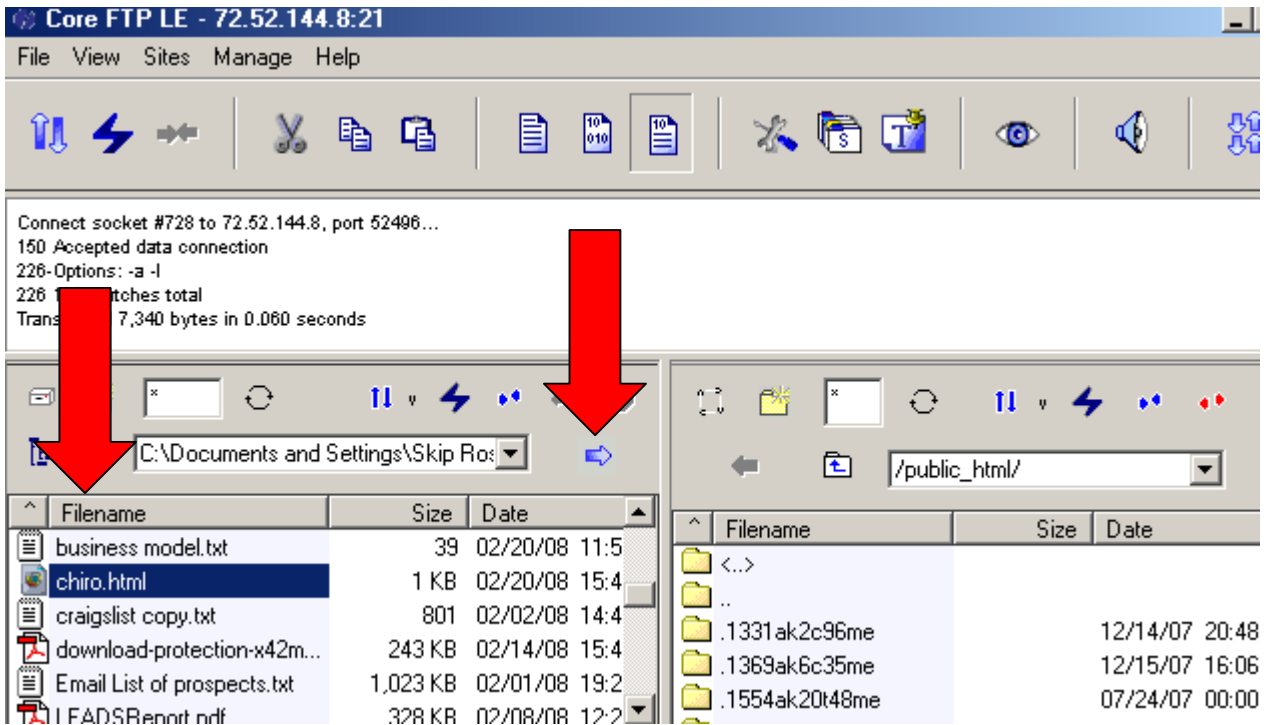 Core FTP LE - 72.52.144.8:21
File View Sites Manage Help
10 010
10
S
T
Connect socket #728 to 72.52.144.8, port 52496...
150 Accepted data connection
226-Options: -a -l
226 total
7,340 bytes in 0.060 seconds
*
*
C:\Documents and Settings\Skip
/public_html/
^ Filename Size Date
business model.txt 39 02/20/08 11:5
chiro.html 1 KB 02/20/08 15:4
craigslist copy.txt 801 02/02/08 14:4
download-protection-x42m... 243 KB 02/14/08 15:4
Email List of prospects.txt 1,023 KB 02/01/08 19:2
LEADSReport.pdf 328 KB 02/08/08 12:2
^ Filename Size Date
<..>
..
.1331ak2c96me 12/14/07 20:48
.1369ak6c35me 12/15/07 16:06
.1554ak20t48me 07/24/07 00:00